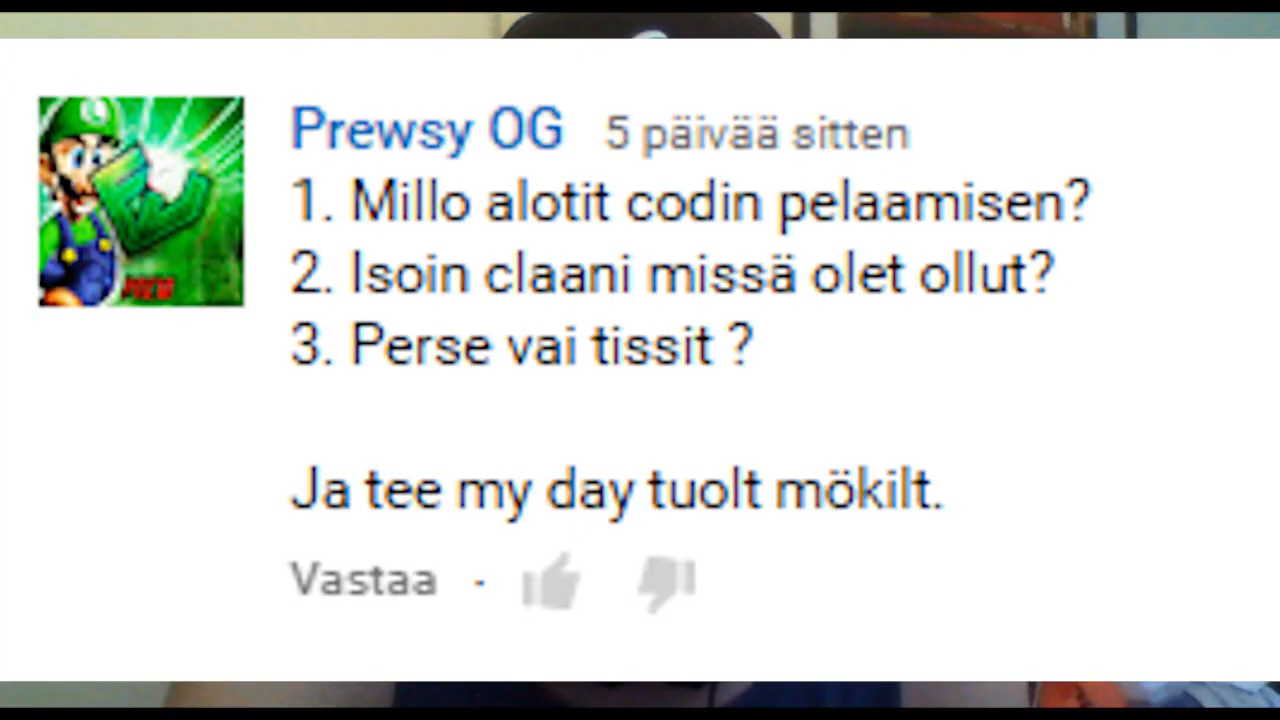 Prewsy OG 5 päivää sitten
1. Millo alotit codin pelaamisen?
2. Isoin claani missä olet ollut?
3. Perse vai tissit ?
Ja tee my day tuolt mökilt.
Vastaa ·